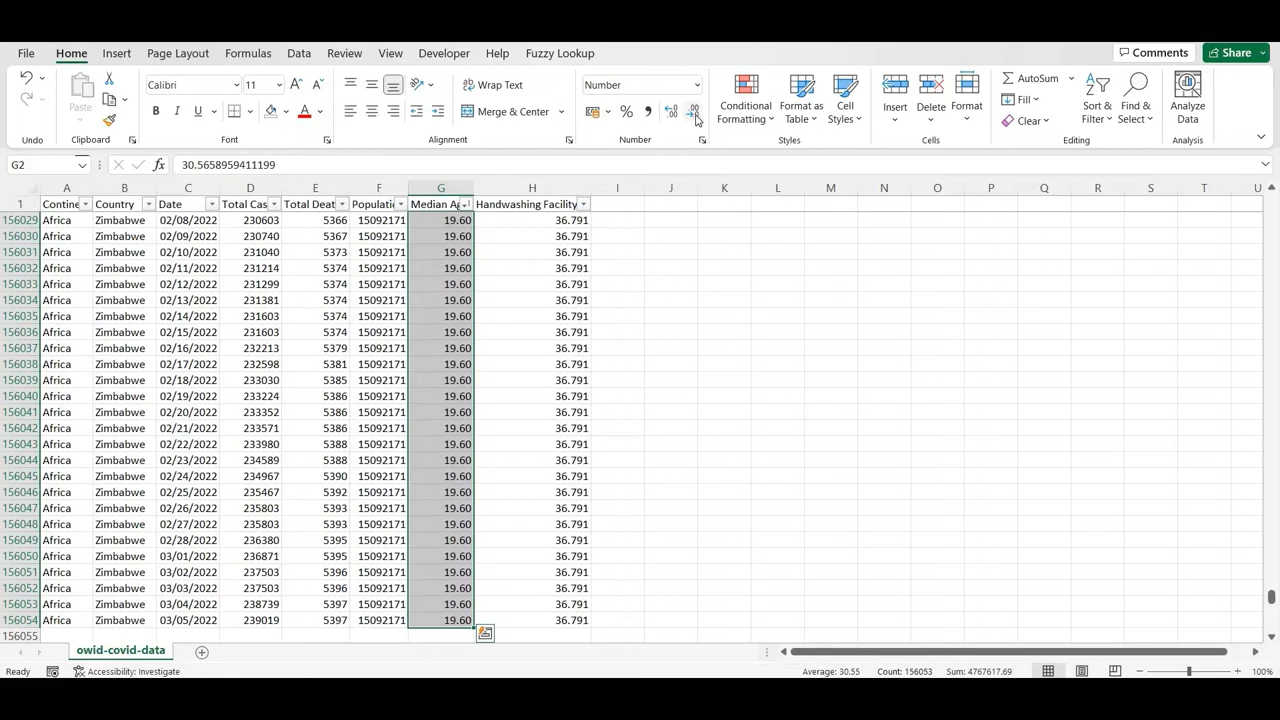 File Home Insert Page Layout Formulas Data Review View Developer Help Fuzzy Lookup Comments Share
Calibri 11 Wrap Text Number AutoSum
Paste B I U A Merge & Center % Conditional Formatting Format as Table Cell Styles Insert Delete Format Fill Clear Sort & Filter Find & Select Analyze Data
Undo Clipboard Font Alignment Number Styles Cells Editing Analysis
G2 fx 30.5658959411199
A B C D E F G H I J K L M N O P Q R S T U
1 Contine Country Date Total Cas Total Deat Populatio Median Ag Handwashing Facility
156029 Africa Zimbabwe 02/08/2022 230603 5366 15092171 19.60 36.791
156030 Africa Zimbabwe 02/09/2022 230740 5367 15092171 19.60 36.791
156031 Africa Zimbabwe 02/10/2022 231040 5373 15092171 19.60 36.791
156032 Africa Zimbabwe 02/11/2022 231214 5374 15092171 19.60 36.791
156033 Africa Zimbabwe 02/12/2022 231299 5374 15092171 19.60 36.791
156034 Africa Zimbabwe 02/13/2022 231381 5374 15092171 19.60 36.791
156035 Africa Zimbabwe 02/14/2022 231603 5374 15092171 19.60 36.791
156036 Africa Zimbabwe 02/15/2022 231603 5374 15092171 19.60 36.791
156037 Africa Zimbabwe 02/16/2022 232213 5379 15092171 19.60 36.791
156038 Africa Zimbabwe 02/17/2022 232598 5381 15092171 19.60 36.791
156039 Africa Zimbabwe 02/18/2022 233030 5385 15092171 19.60 36.791
156040 Africa Zimbabwe 02/19/2022 233224 5386 15092171 19.60 36.791
156041 Africa Zimbabwe 02/20/2022 233352 5386 15092171 19.60 36.791
156042 Africa Zimbabwe 02/21/2022 233571 5386 15092171 19.60 36.791
156043 Africa Zimbabwe 02/22/2022 233980 5388 15092171 19.60 36.791
156044 Africa Zimbabwe 02/23/2022 234589 5388 15092171 19.60 36.791
156045 Africa Zimbabwe 02/24/2022 234967 5390 15092171 19.60 36.791
156046 Africa Zimbabwe 02/25/2022 235467 5392 15092171 19.60 36.791
156047 Africa Zimbabwe 02/26/2022 235803 5393 15092171 19.60 36.791
156048 Africa Zimbabwe 02/27/2022 235803 5393 15092171 19.60 36.791
156049 Africa Zimbabwe 02/28/2022 236380 5395 15092171 19.60 36.791
156050 Africa Zimbabwe 03/01/2022 236871 5395 15092171 19.60 36.791
156051 Africa Zimbabwe 03/02/2022 237503 5396 15092171 19.60 36.791
156052 Africa Zimbabwe 03/03/2022 237503 5396 15092171 19.60 36.791
156053 Africa Zimbabwe 03/04/2022 238739 5397 15092171 19.60 36.791
156054 Africa Zimbabwe 03/05/2022 239019 5397 15092171 19.60 36.791
156055
owid-covid-data
Ready Accessibility: Investigate Average: 30.55 Count: 156053 Sum: 4767617.69 100%